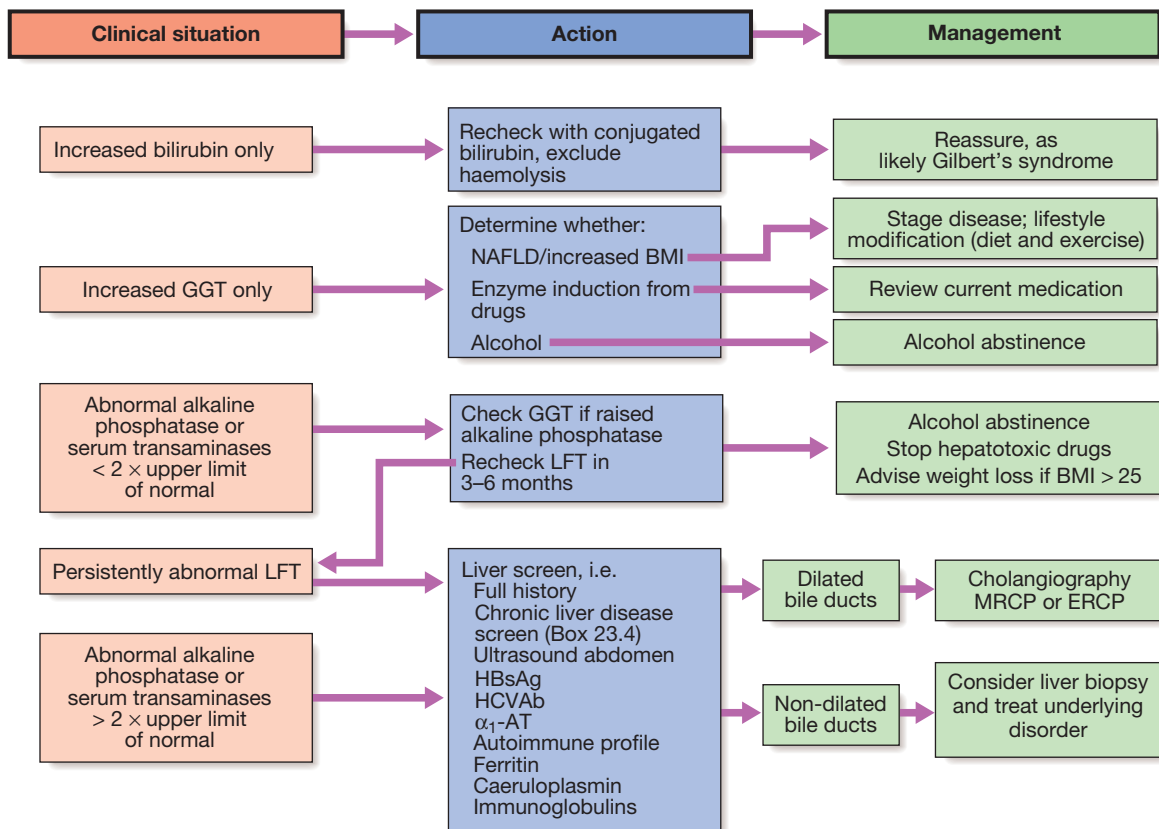 Clinical situation
Action
Management
Increased bilirubin only
Recheck with conjugated
bilirubin, exclude
haemolysis
Reassure, as
likely Gilbert's syndrome
Increased GGT only
Determine whether:
NAFLD/increased BMI
Enzyme induction from
drugs
Alcohol
Stage disease; lifestyle
modification (diet and exercise)
Review current medication
Alcohol abstinence
Abnormal alkaline
phosphatase or
serum transaminases
< 2 × upper limit
of normal
Check GGT if raised
alkaline phosphatase
Recheck LFT in
3–6 months
Alcohol abstinence
Stop hepatotoxic drugs
Advise weight loss if BMI > 25
Persistently abnormal LFT
Abnormal alkaline
phosphatase or
serum transaminases
> 2 × upper limit
of normal
Liver screen, i.e.
Full history
Chronic liver disease
screen (Box 23.4)
Ultrasound abdomen
HBsAg
HCVAb
α₁-AT
Autoimmune profile
Ferritin
Caeruloplasmin
Immunoglobulins
Dilated
bile ducts
Cholangiography
MRCP or ERCP
Non-dilated
bile ducts
Consider liver biopsy
and treat underlying
disorder